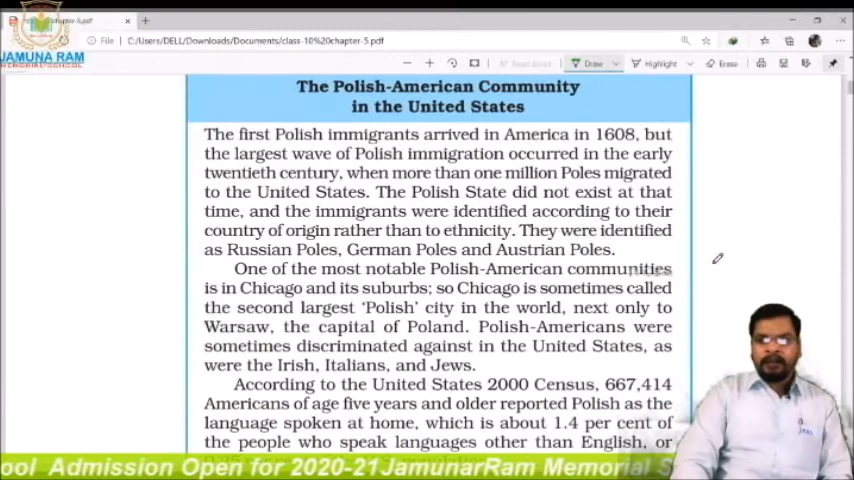 chapter-5.pdf
File
C:/Users/DELL/Downloads/Documents/class-10%20chapter-5.pdf
JAMUNA RAM
MEMORIAL SCHOOL
Read aloud
Draw
Highlight
Erase
The Polish-American Community
in the United States
The first Polish immigrants arrived in America in 1608, but
the largest wave of Polish immigration occurred in the early
twentieth century, when more than one million Poles migrated
to the United States. The Polish State did not exist at that
time, and the immigrants were identified according to their
country of origin rather than to ethnicity. They were identified
as Russian Poles, German Poles and Austrian Poles.
One of the most notable Polish-American communities
is in Chicago and its suburbs; so Chicago is sometimes called
the second largest ‘Polish’ city in the world, next only to
Warsaw, the capital of Poland. Polish-Americans were
sometimes discriminated against in the United States, as
were the Irish, Italians, and Jews.
According to the United States 2000 Census, 667,414
Americans of age five years and older reported Polish as the
language spoken at home, which is about 1.4 per cent of
the people who speak languages other than English, or
ool Admission Open for 2020-21JamunarRam Memorial S